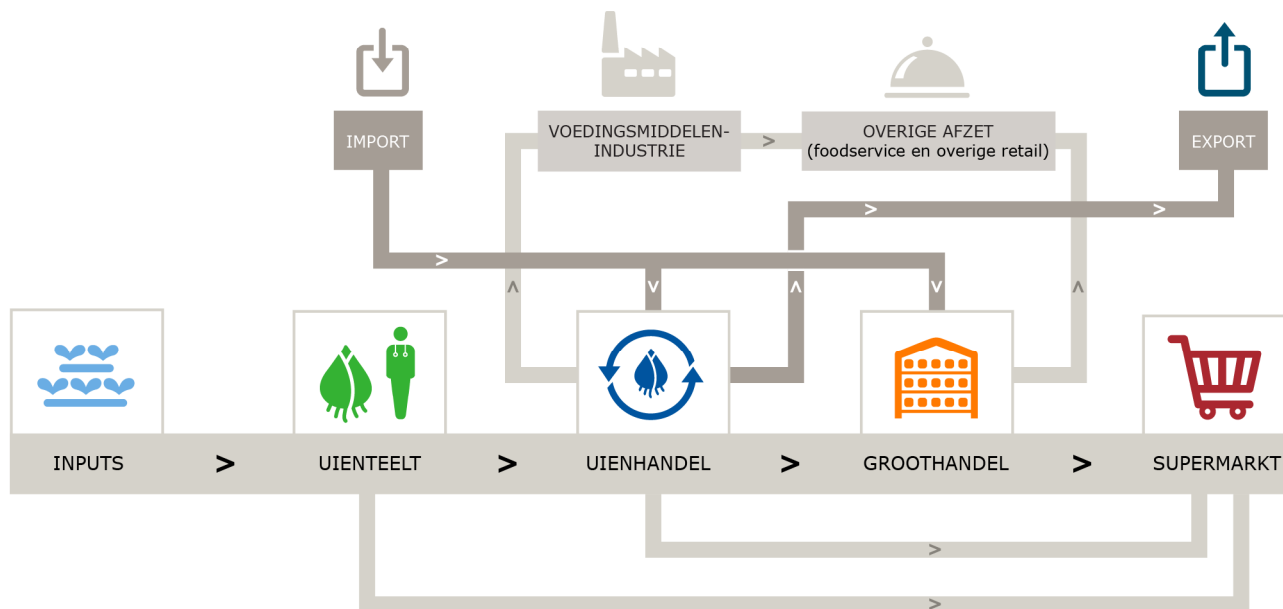 IMPORT
VOEDINGSMIDDELEN-
INDUSTRIE
>
OVERIGE AFZET
(foodservice en overige retail)
EXPORT
INPUTS > UIENTEELT > UIENHANDEL > GROOTHANDEL > SUPERMARKT